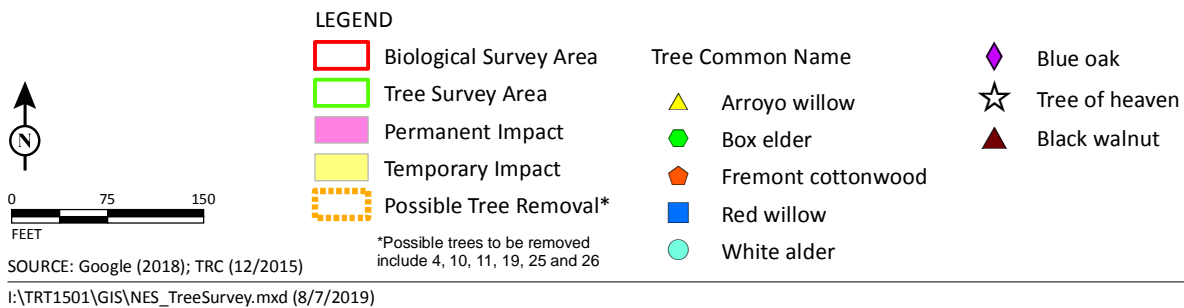 LEGEND
Biological Survey Area
Tree Survey Area
Permanent Impact
Temporary Impact
Possible Tree Removal*
*Possible trees to be removed
include 4, 10, 11, 19, 25 and 26
Tree Common Name
Arroyo willow
Box elder
Fremont cottonwood
Red willow
White alder
Blue oak
Tree of heaven
Black walnut
N
0 75 150
FEET
SOURCE: Google (2018); TRC (12/2015)
I:\TRT1501\GIS\NES_TreeSurvey.mxd (8/7/2019)